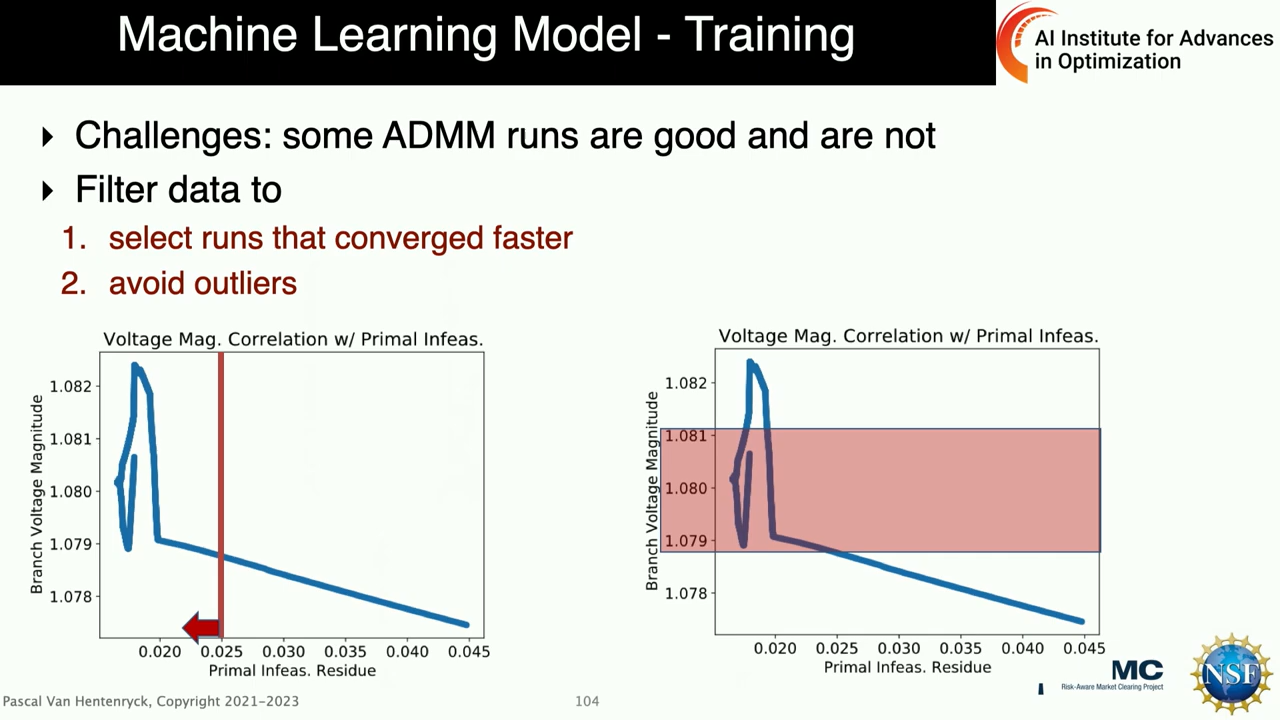 Machine Learning Model - Training
AI Institute for Advances
in Optimization
Challenges: some ADMM runs are good and are not
Filter data to
1. select runs that converged faster
2. avoid outliers
Voltage Mag. Correlation w/ Primal Infeas.
Branch Voltage Magnitude
1.082
1.081
1.080
1.079
1.078
0.020 0.025 0.030 0.035 0.040 0.045
Primal Infeas. Residue
Voltage Mag. Correlation w/ Primal Infeas.
Branch Voltage Magnitude
1.082
1.081
1.080
1.079
1.078
0.020 0.025 0.030 0.035 0.040 0.045
Primal Infeas. Residue
MC
Risk-Aware Market Clearing Project
NSF
Pascal Van Hentenryck, Copyright 2021-2023
104